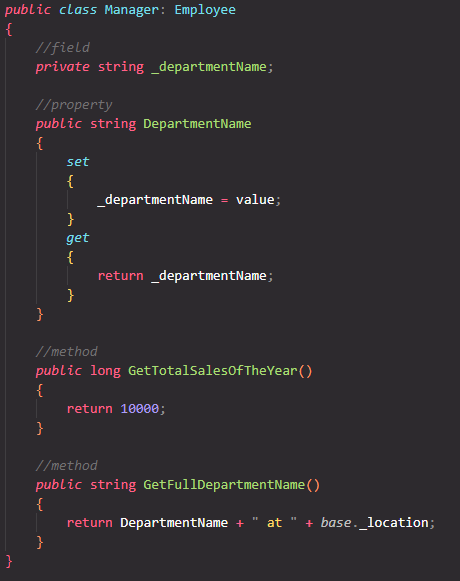 public class Manager: Employee
{
    //field
    private string _departmentName;

    //property
    public string DepartmentName
    {
        set
        {
            _departmentName = value;
        }
        get
        {
            return _departmentName;
        }
    }

    //method
    public long GetTotalSalesOfTheYear()
    {
        return 10000;
    }

    //method
    public string GetFullDepartmentName()
    {
        return DepartmentName + " at " + base._location;
    }
}